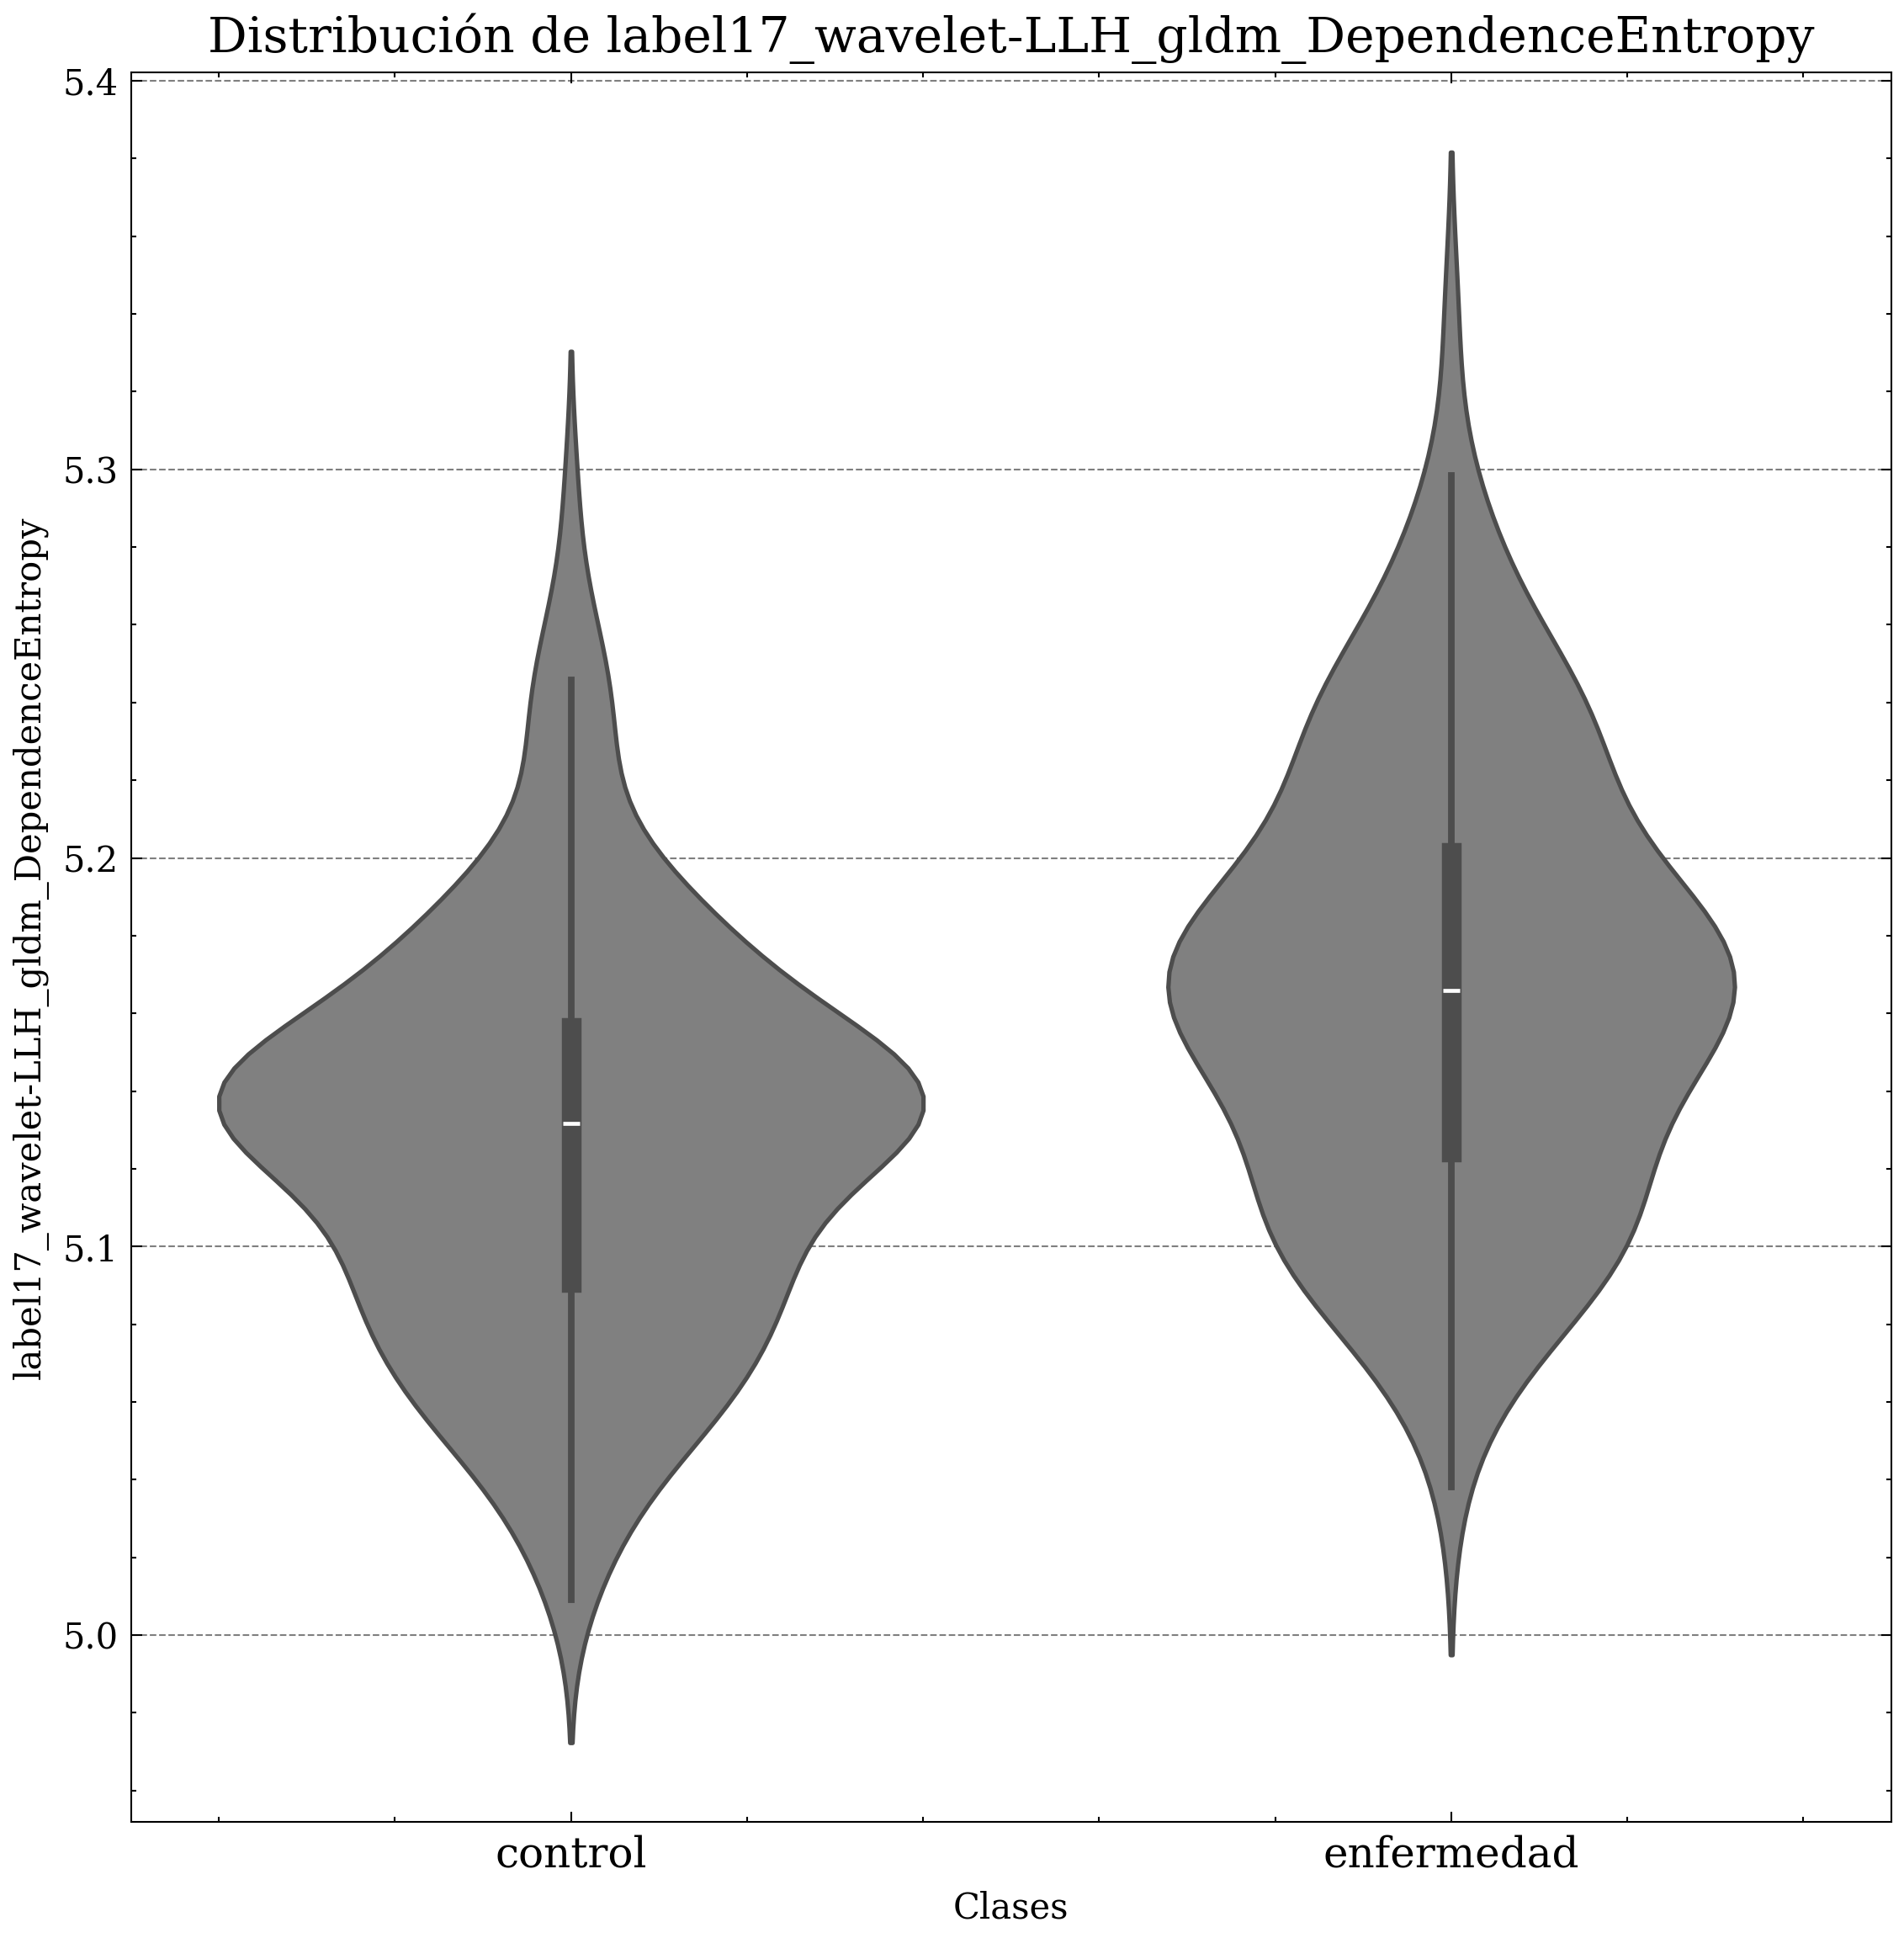 Distribución de label17_wavelet-LLH_gldm_DependenceEntropy
label17_wavelet-LLH_gldm_DependenceEntropy
5.4
5.3
5.2
5.1
5.0
control enfermedad
Clases